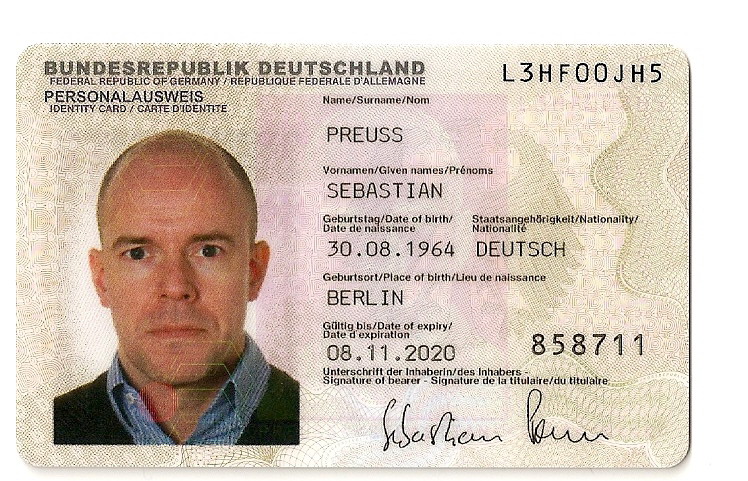 BUNDESREPUBLIK DEUTSCHLAND
FEDERAL REPUBLIC OF GERMANY / RÉPUBLIQUE FÉDÉRALE D'ALLEMAGNE
L3HF00JH5
PERSONALAUSWEIS
IDENTITY CARD / CARTE D'IDENTITÉ
Name/Surname/Nom
PREUSS
Vornamen/Given names/Prénoms
SEBASTIAN
Geburtstag/Date of birth/
Date de naissance
Staatsangehörigkeit/Nationality/
Nationalité
30.08.1964 DEUTSCH
Geburtsort/Place of birth/Lieu de naissance
BERLIN
Gültig bis/Date of expiry/
Date d'expiration
08.11.2020
858711
Unterschrift der Inhaberin/des Inhabers -
Signature of bearer - Signature de la titulaire/du titulaire
Sebastian Preuss